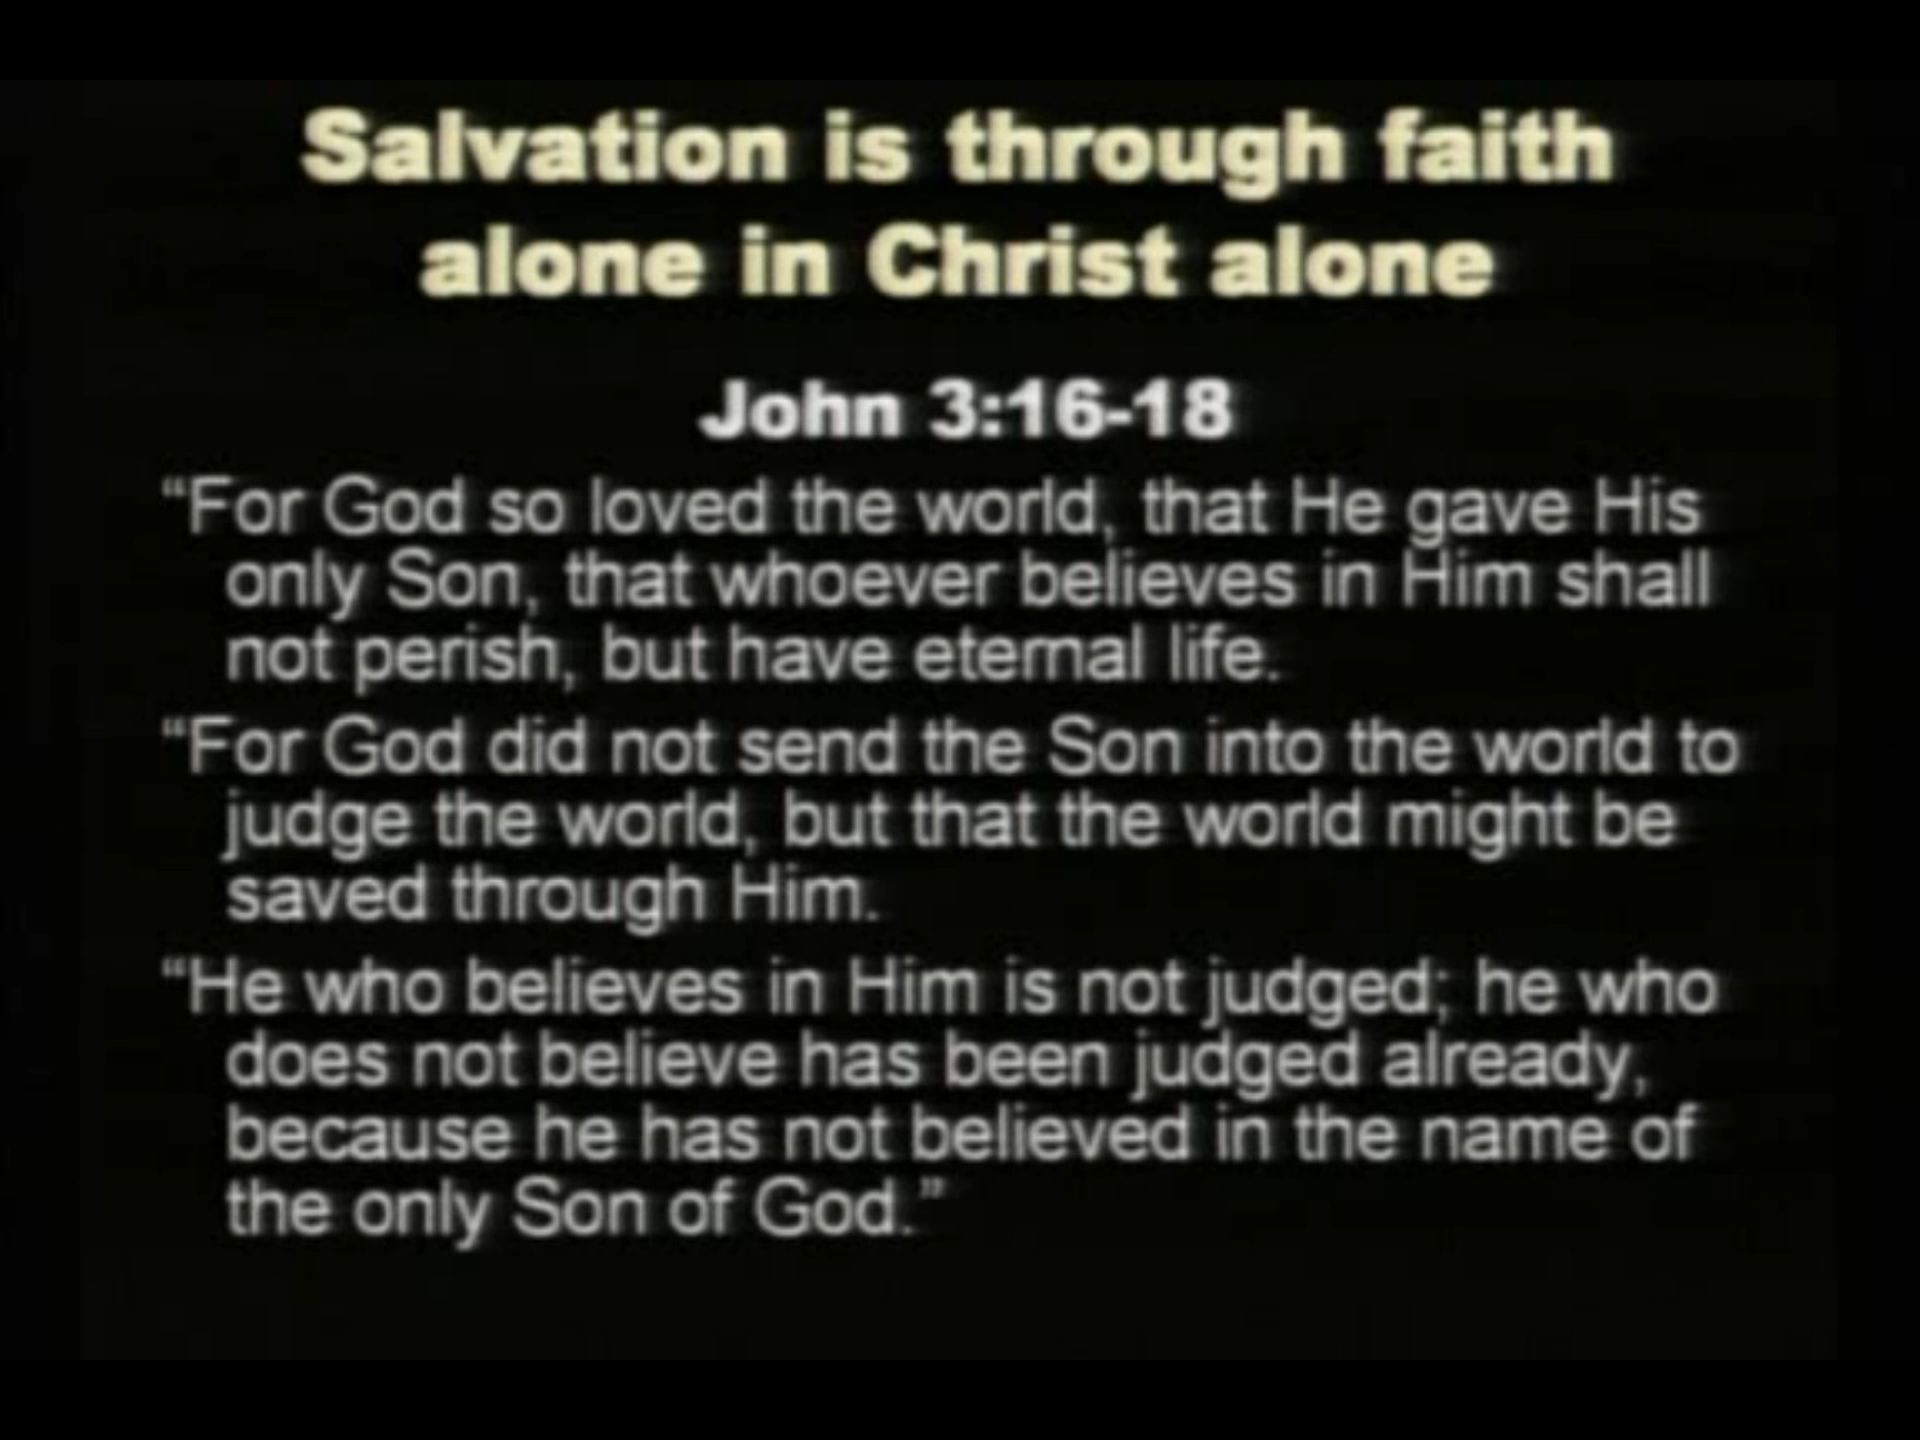 Salvation is through faith
alone in Christ alone
John 3:16-18
“For God so loved the world, that He gave His
only Son, that whoever believes in Him shall
not perish, but have eternal life.
“For God did not send the Son into the world to
judge the world, but that the world might be
saved through Him.
“He who believes in Him is not judged; he who
does not believe has been judged already,
because he has not believed in the name of
the only Son of God.”